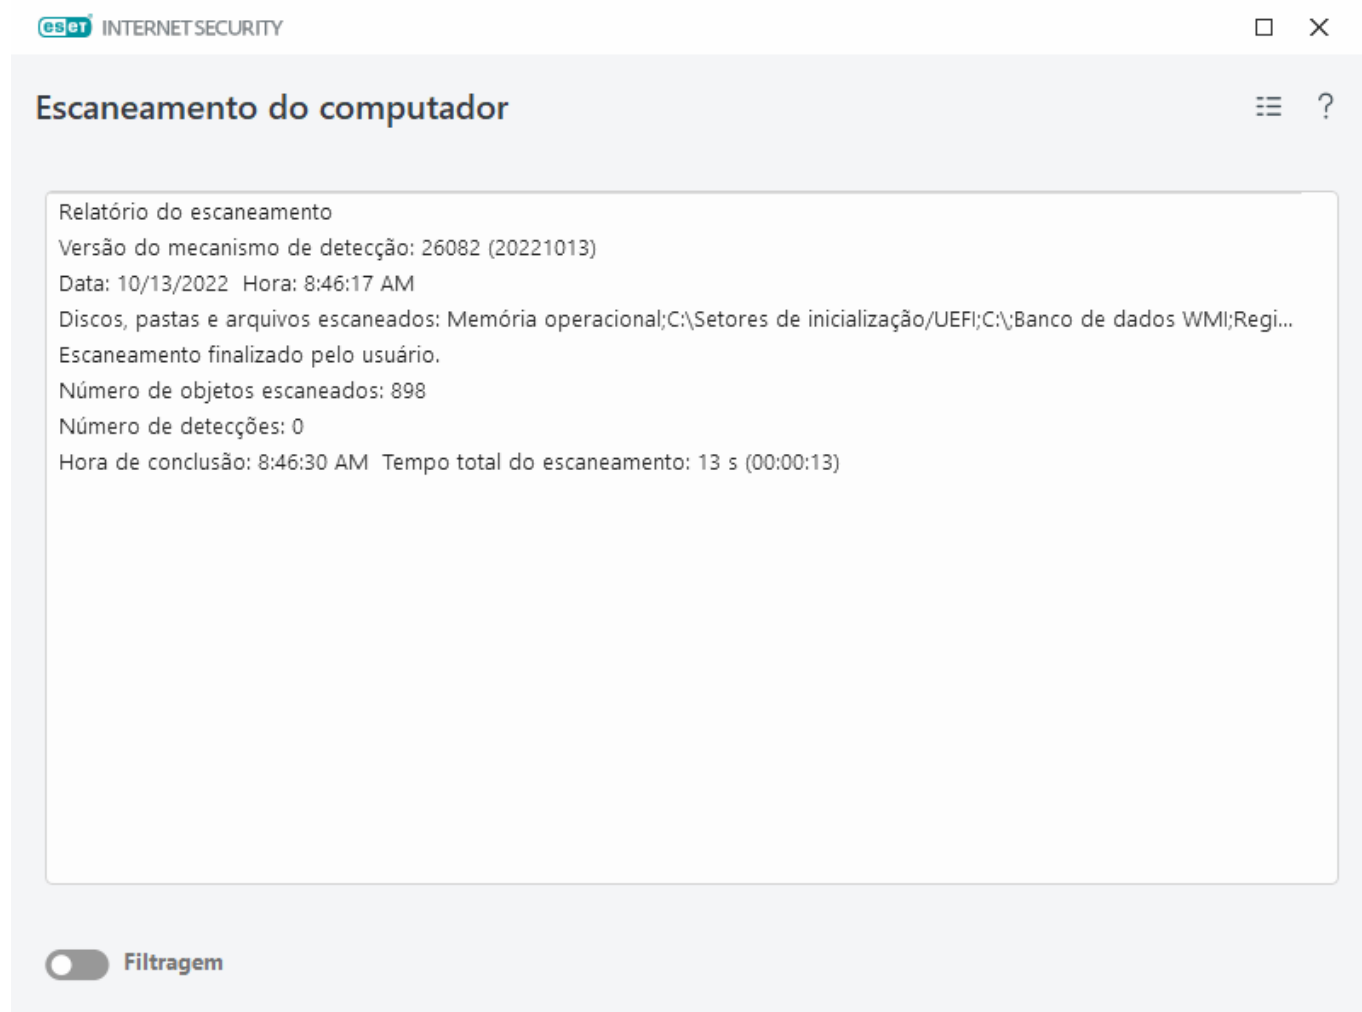 eset INTERNET SECURITY
Escaneamento do computador
?
Relatório do escaneamento
Versão do mecanismo de detecção: 26082 (20221013)
Data: 10/13/2022  Hora: 8:46:17 AM
Discos, pastas e arquivos escaneados: Memória operacional;C:\Setores de inicialização/UEFI;C:\;Banco de dados WMI;Regi...
Escaneamento finalizado pelo usuário.
Número de objetos escaneados: 898
Número de detecções: 0
Hora de conclusão: 8:46:30 AM  Tempo total do escaneamento: 13 s (00:00:13)
Filtragem